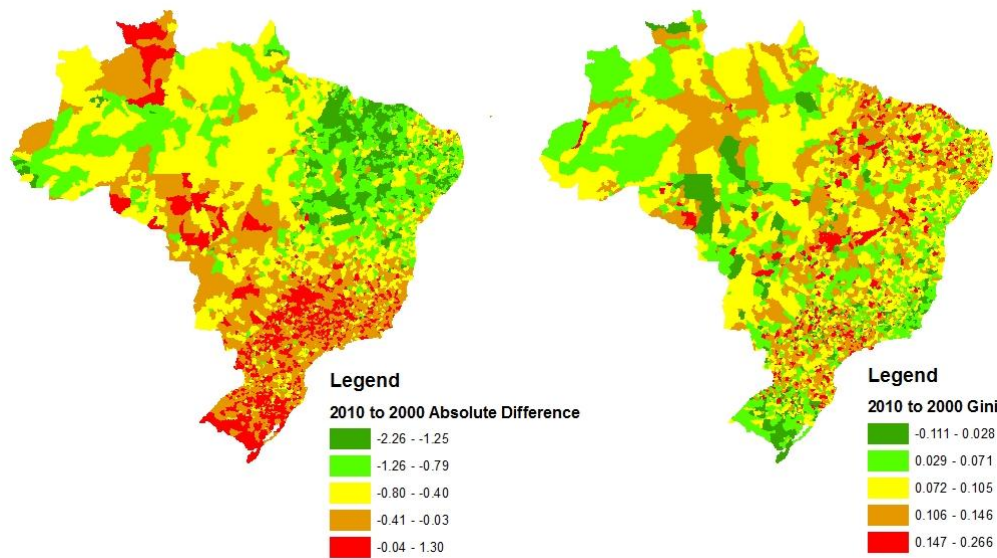 Legend
2010 to 2000 Absolute Difference
-2.26 - -1.25
-1.26 - -0.79
-0.80 - -0.40
-0.41 - -0.03
-0.04 - 1.30
Legend
2010 to 2000 Gini
-0.111 - 0.028
0.029 - 0.071
0.072 - 0.105
0.106 - 0.146
0.147 - 0.266